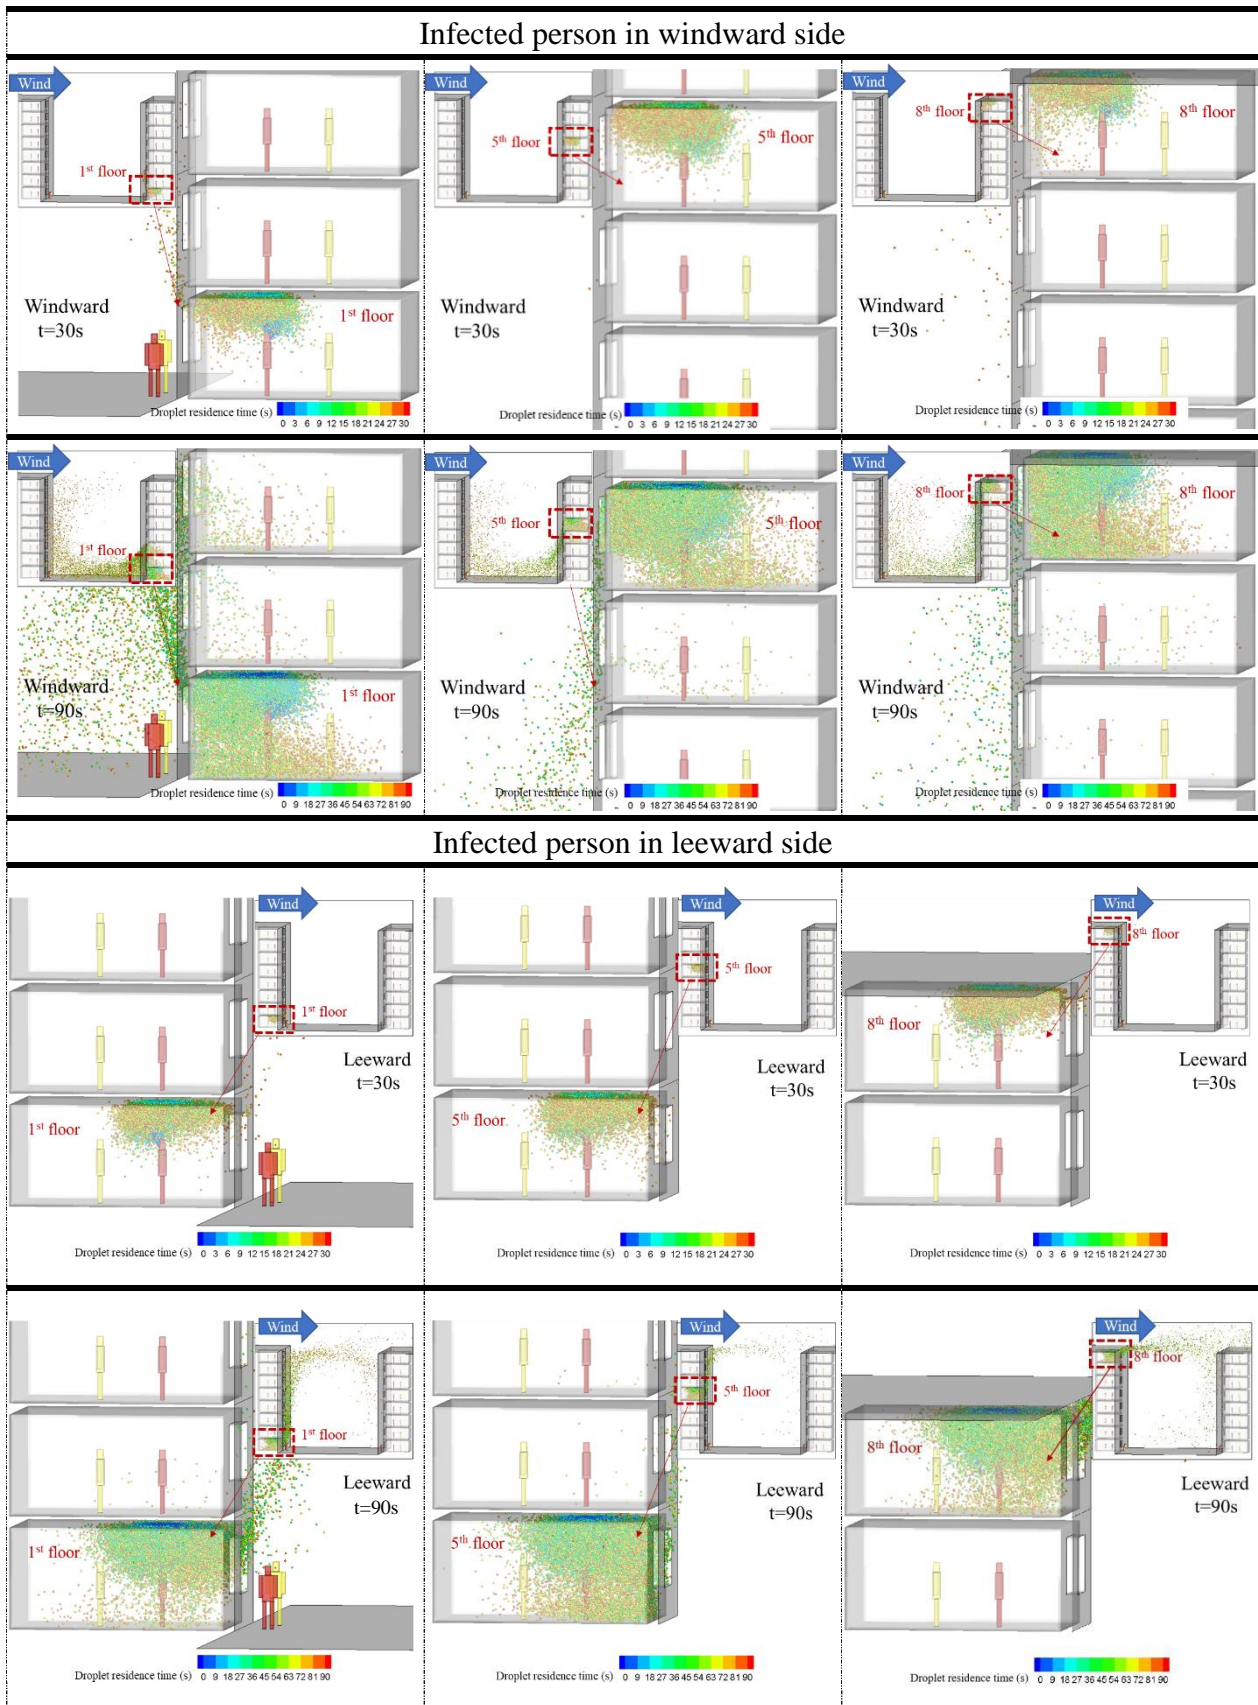 Infected person in windward side
Wind
1st floor
1st floor
Windward
t=30s
Droplet residence time (s)
0 3 6 9 12 15 18 21 24 27 30
Wind
5th floor
5th floor
Windward
t=30s
Droplet residence time (s)
0 3 6 9 12 15 18 21 24 27 30
Wind
8th floor
8th floor
Windward
t=30s
Droplet residence time (s)
0 3 6 9 12 15 18 21 24 27 30
Wind
1st floor
1st floor
Windward
t=90s
Droplet residence time (s)
0 9 18 27 36 45 54 63 72 81 90
Wind
5th floor
5th floor
Windward
t=90s
Droplet residence time (s)
0 9 18 27 36 45 54 63 72 81 90
Wind
8th floor
8th floor
Windward
t=90s
Droplet residence time (s)
0 9 18 27 36 45 54 63 72 81 90
Infected person in leeward side
Wind
1st floor
1st floor
Leeward
t=30s
Droplet residence time (s)
0 3 6 9 12 15 18 21 24 27 30
Wind
5th floor
5th floor
Leeward
t=30s
Droplet residence time (s)
0 3 6 9 12 15 18 21 24 27 30
Wind
8th floor
8th floor
Leeward
t=30s
Droplet residence time (s)
0 3 6 9 12 15 18 21 24 27 30
Wind
1st floor
1st floor
Leeward
t=90s
Droplet residence time (s)
0 9 18 27 36 45 54 63 72 81 90
Wind
5th floor
5th floor
Leeward
t=90s
Droplet residence time (s)
0 9 18 27 36 45 54 63 72 81 90
Wind
8th floor
8th floor
Leeward
t=90s
Droplet residence time (s)
0 9 18 27 36 45 54 63 72 81 90